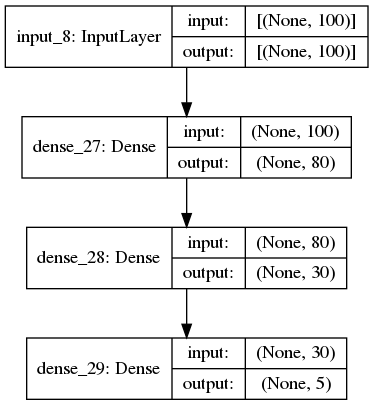 input_8: InputLayer
input: [(None, 100)]
output: [(None, 100)]
dense_27: Dense
input: (None, 100)
output: (None, 80)
dense_28: Dense
input: (None, 80)
output: (None, 30)
dense_29: Dense
input: (None, 30)
output: (None, 5)